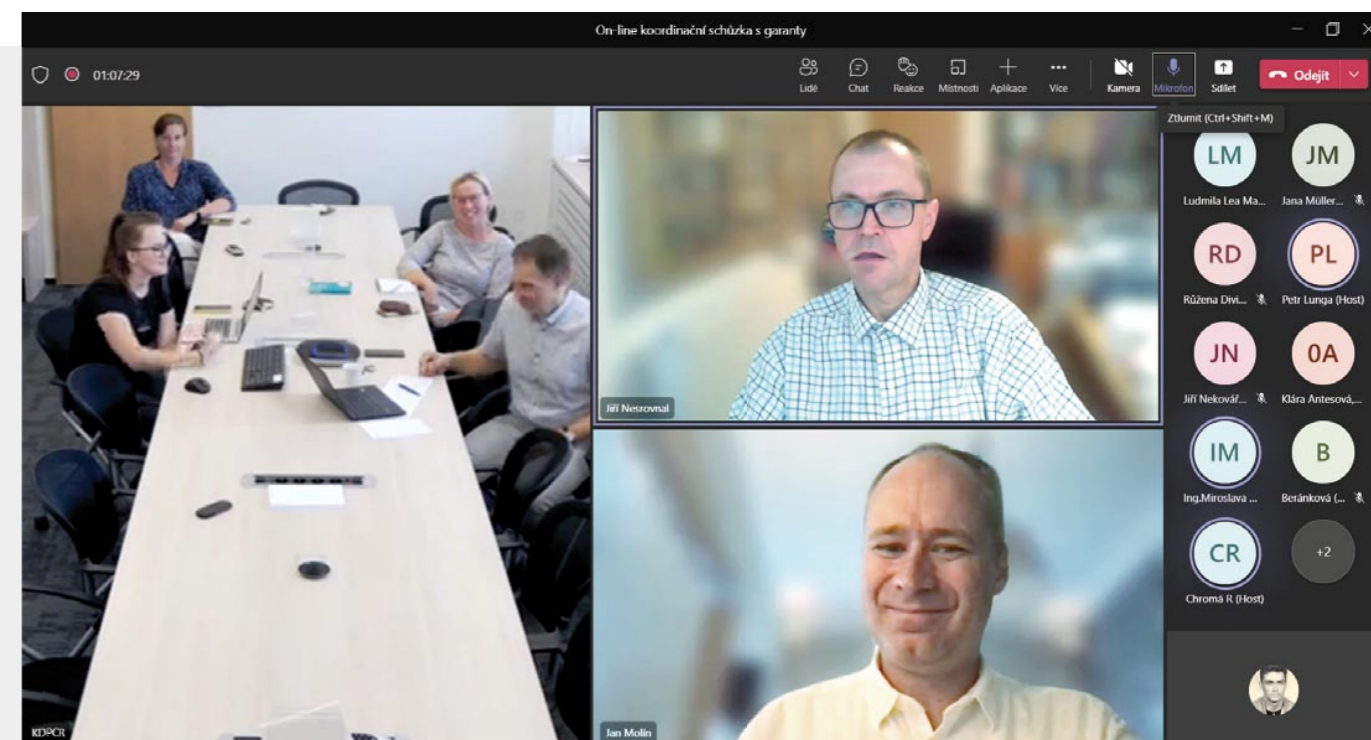 On-line koordinační schůzka s garanty
01:07:29
Lidé
Chat
Reakce
Místnosti
Aplikace
Více
Kamera
Mikrofon
Sdílet
Odejít
Ztlumit (Ctrl+Shift+M)
LM
JM
Ludmila Lea Ma...
Jana Müller...
RD
PL
Růžena Divi...
Petr Lunga (Host)
JN
0A
Jiří Nekovář...
Klára Antesová,...
IM
B
Ing.Miroslava ...
Beránková (...
CR
+2
Chromá R (Host)
Jiří Nesrovnal
KDPCR
Jan Molín